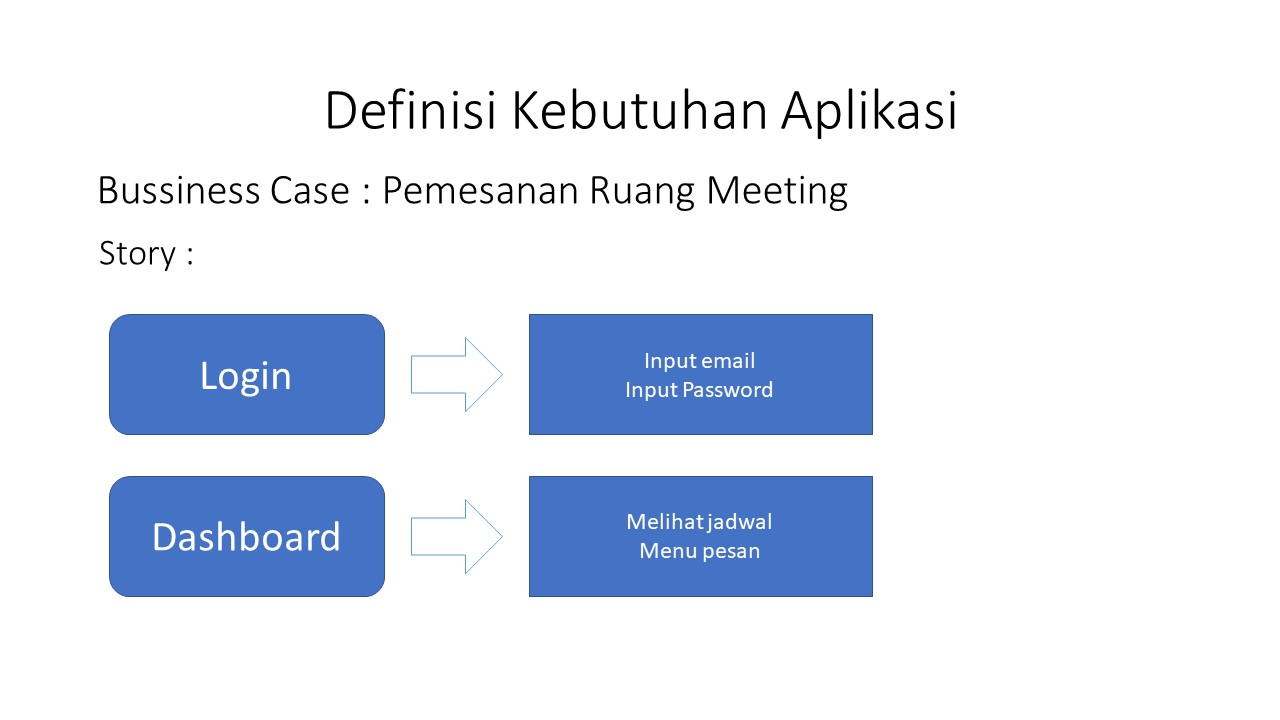 Definisi Kebutuhan Aplikasi
Bussiness Case : Pemesanan Ruang Meeting
Story :
Login
Input email
Input Password
Dashboard
Melihat jadwal
Menu pesan